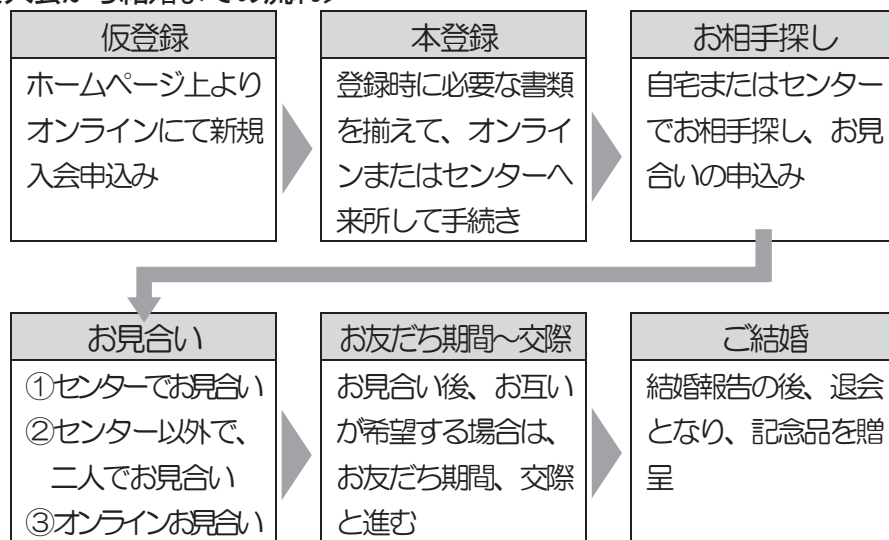 仮登録
ホームページ上より
オンラインにて新規
入会申込み
本登録
登録時に必要な書類
を揃えて、オンライ
ンまたはセンターへ
来所して手続き
お相手探し
自宅またはセンター
でお相手探し、お見
合いの申込み
お見合い
①センターでお見合い
②センター以外で、
二人でお見合い
③オンラインお見合い
お友だち期間～交際
お見合い後、お互い
が希望する場合は、
お友だち期間、交際
と進む
ご結婚
結婚報告の後、退会
となり、記念品を贈
呈